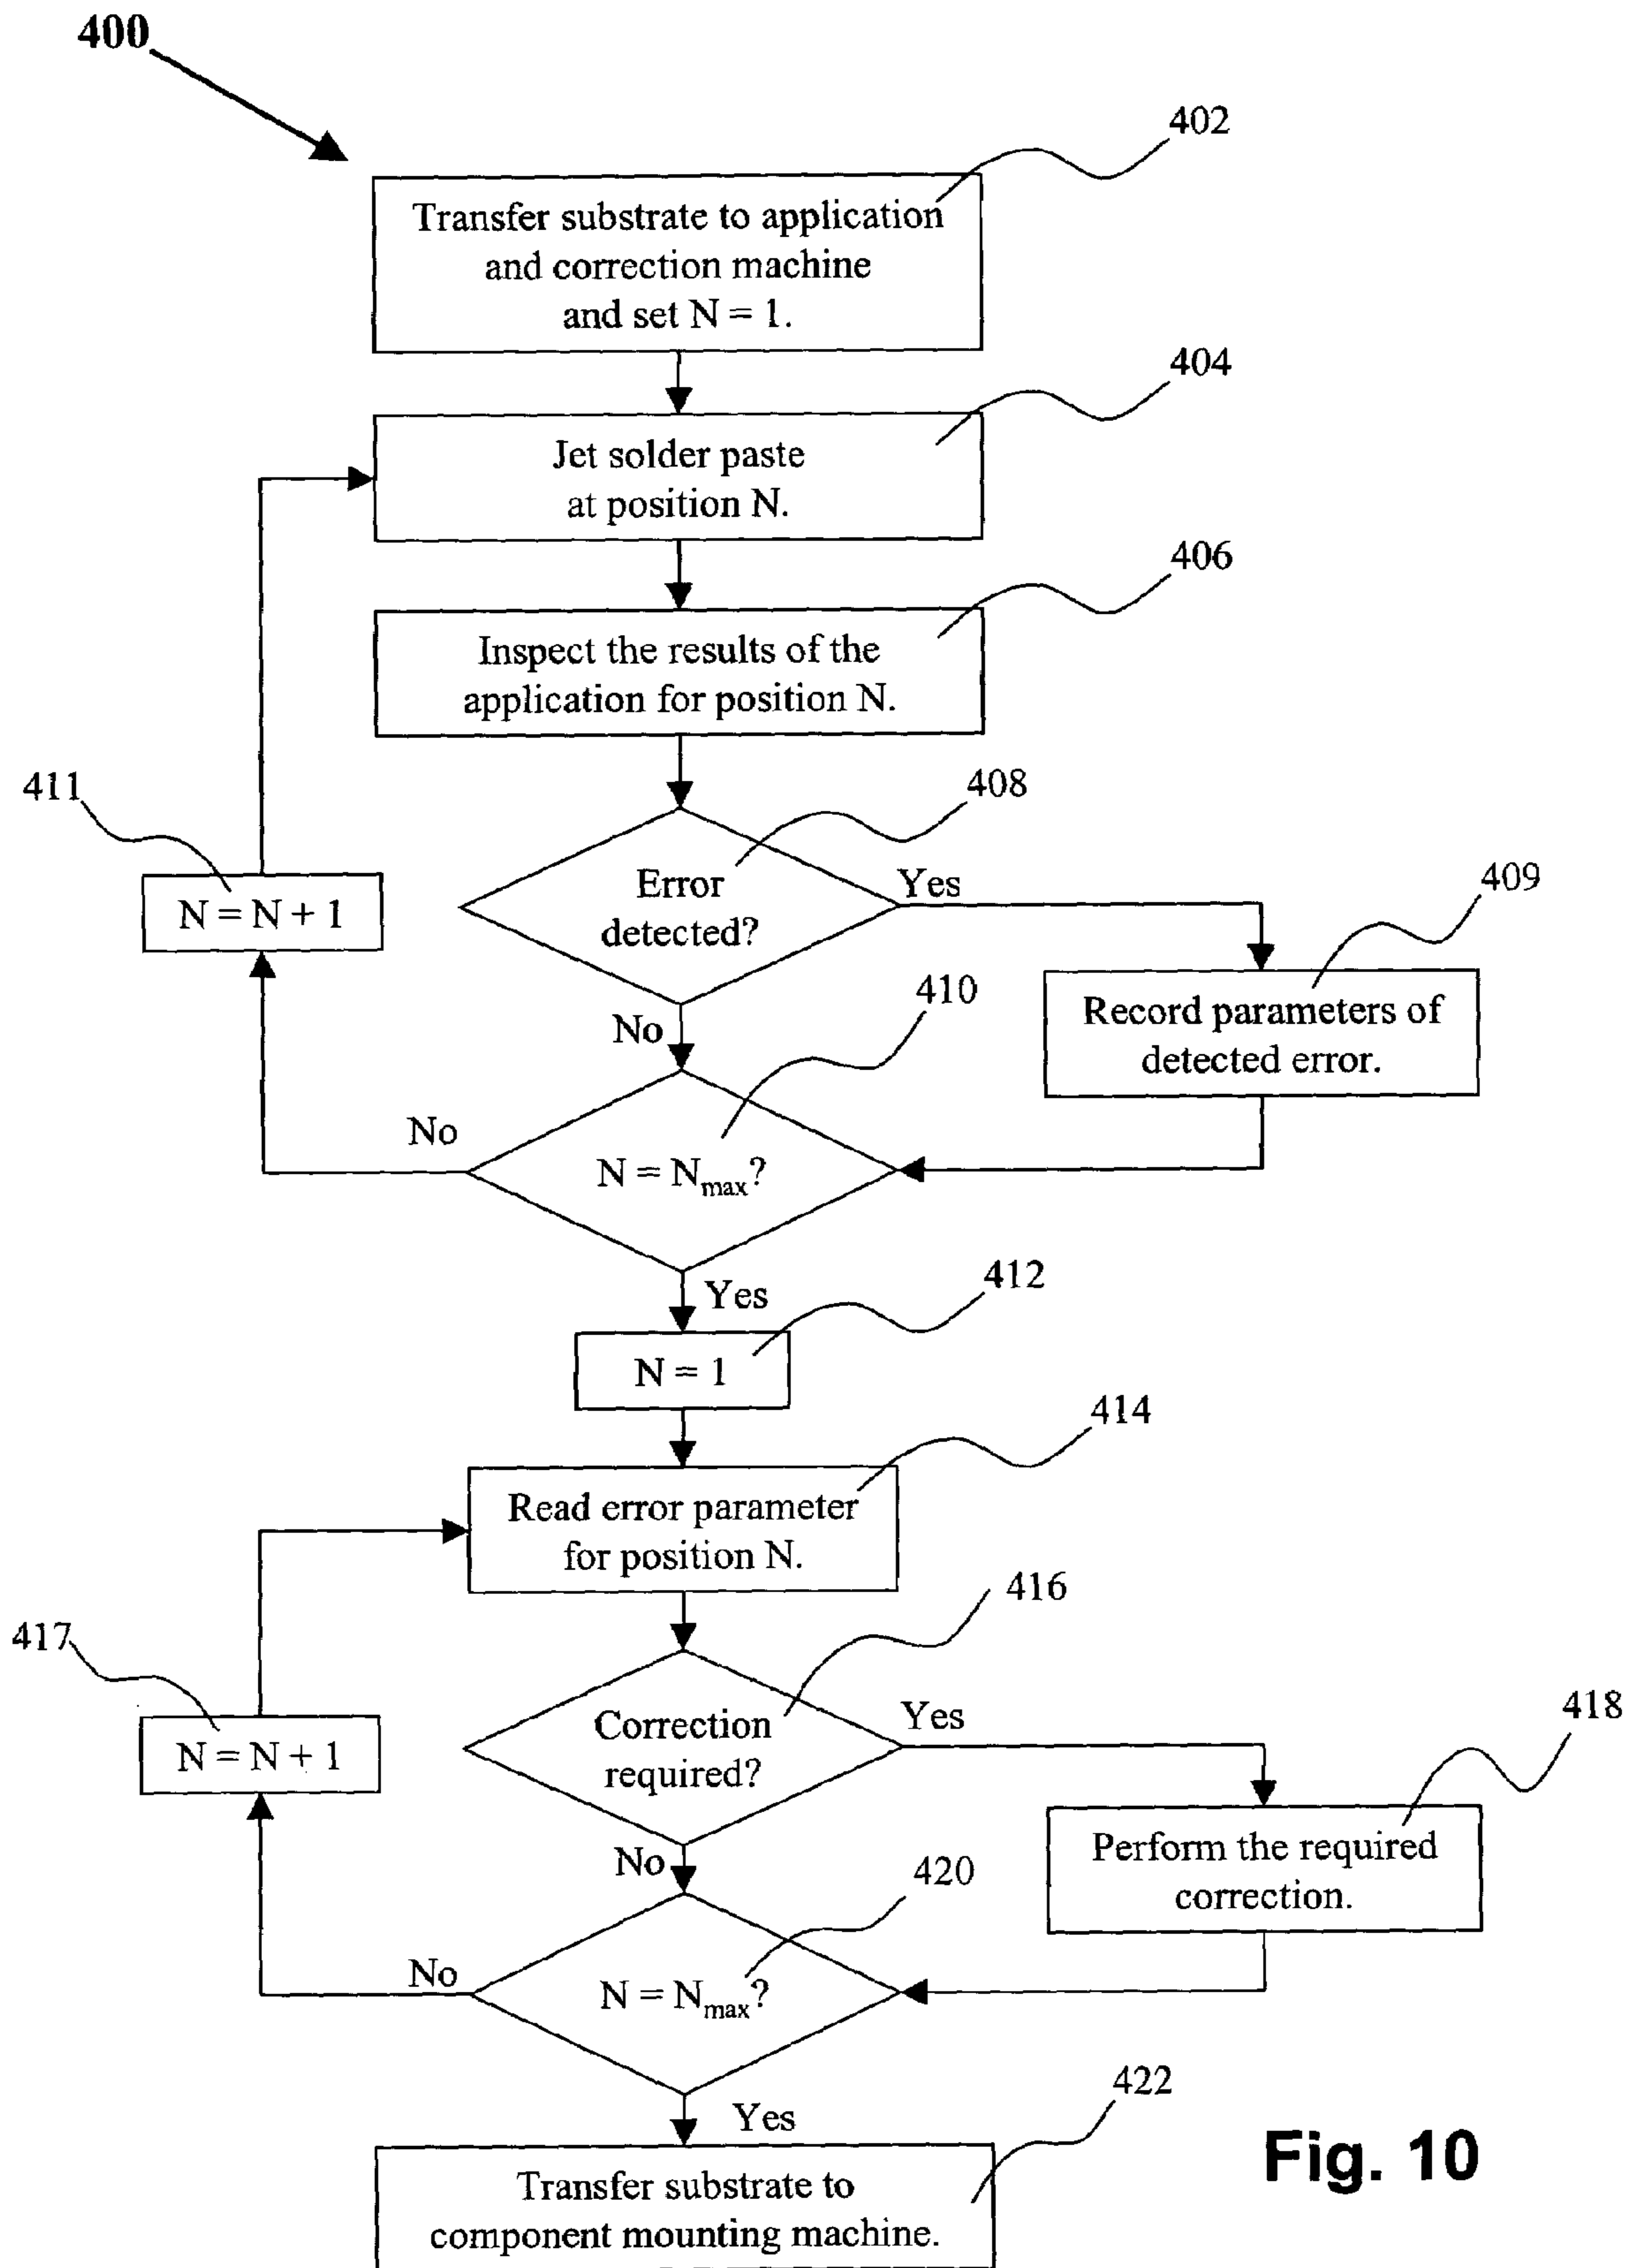 400
402
Transfer substrate to application
and correction machine
and set N = 1.
404
Jet solder paste
at position N.
406
Inspect the results of the
application for position N.
408
411
Error
detected?
Yes
409
N = N + 1
Record parameters of
detected error.
No
410
No
N = Nmax?
Yes
412
N = 1
414
Read error parameter
for position N.
416
417
Correction
required?
Yes
418
N = N + 1
Perform the required
correction.
No
420
No
N = Nmax?
Yes
422
Transfer substrate to
component mounting machine.
Fig. 10